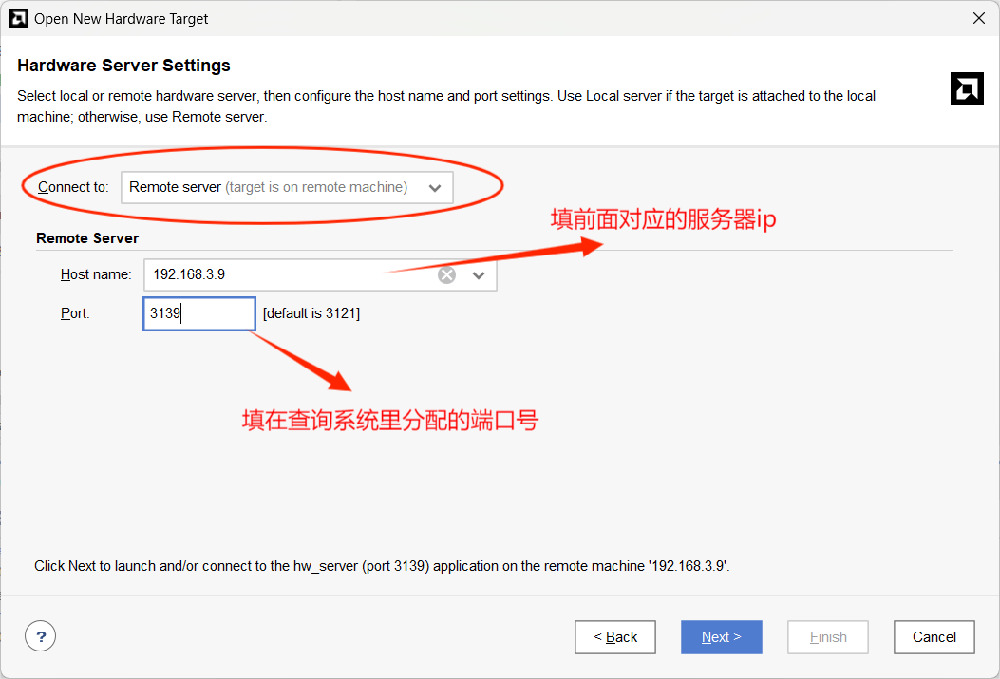 Open New Hardware Target
Hardware Server Settings
Select local or remote hardware server, then configure the host name and port settings. Use Local server if the target is attached to the local
machine; otherwise, use Remote server.
Connect to: Remote server (target is on remote machine)
填前面对应的服务器ip
Remote Server
Host name: 192.168.3.9
Port: 3139 [default is 3121]
填在查询系统里分配的端口号
Click Next to launch and/or connect to the hw_server (port 3139) application on the remote machine '192.168.3.9'.
? < Back Next > Finish Cancel